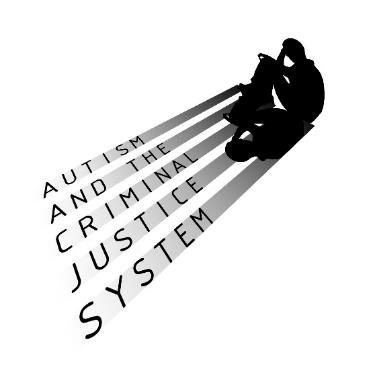 AUTISM
AND THE
CRIMINAL
JUSTICE
SYSTEM